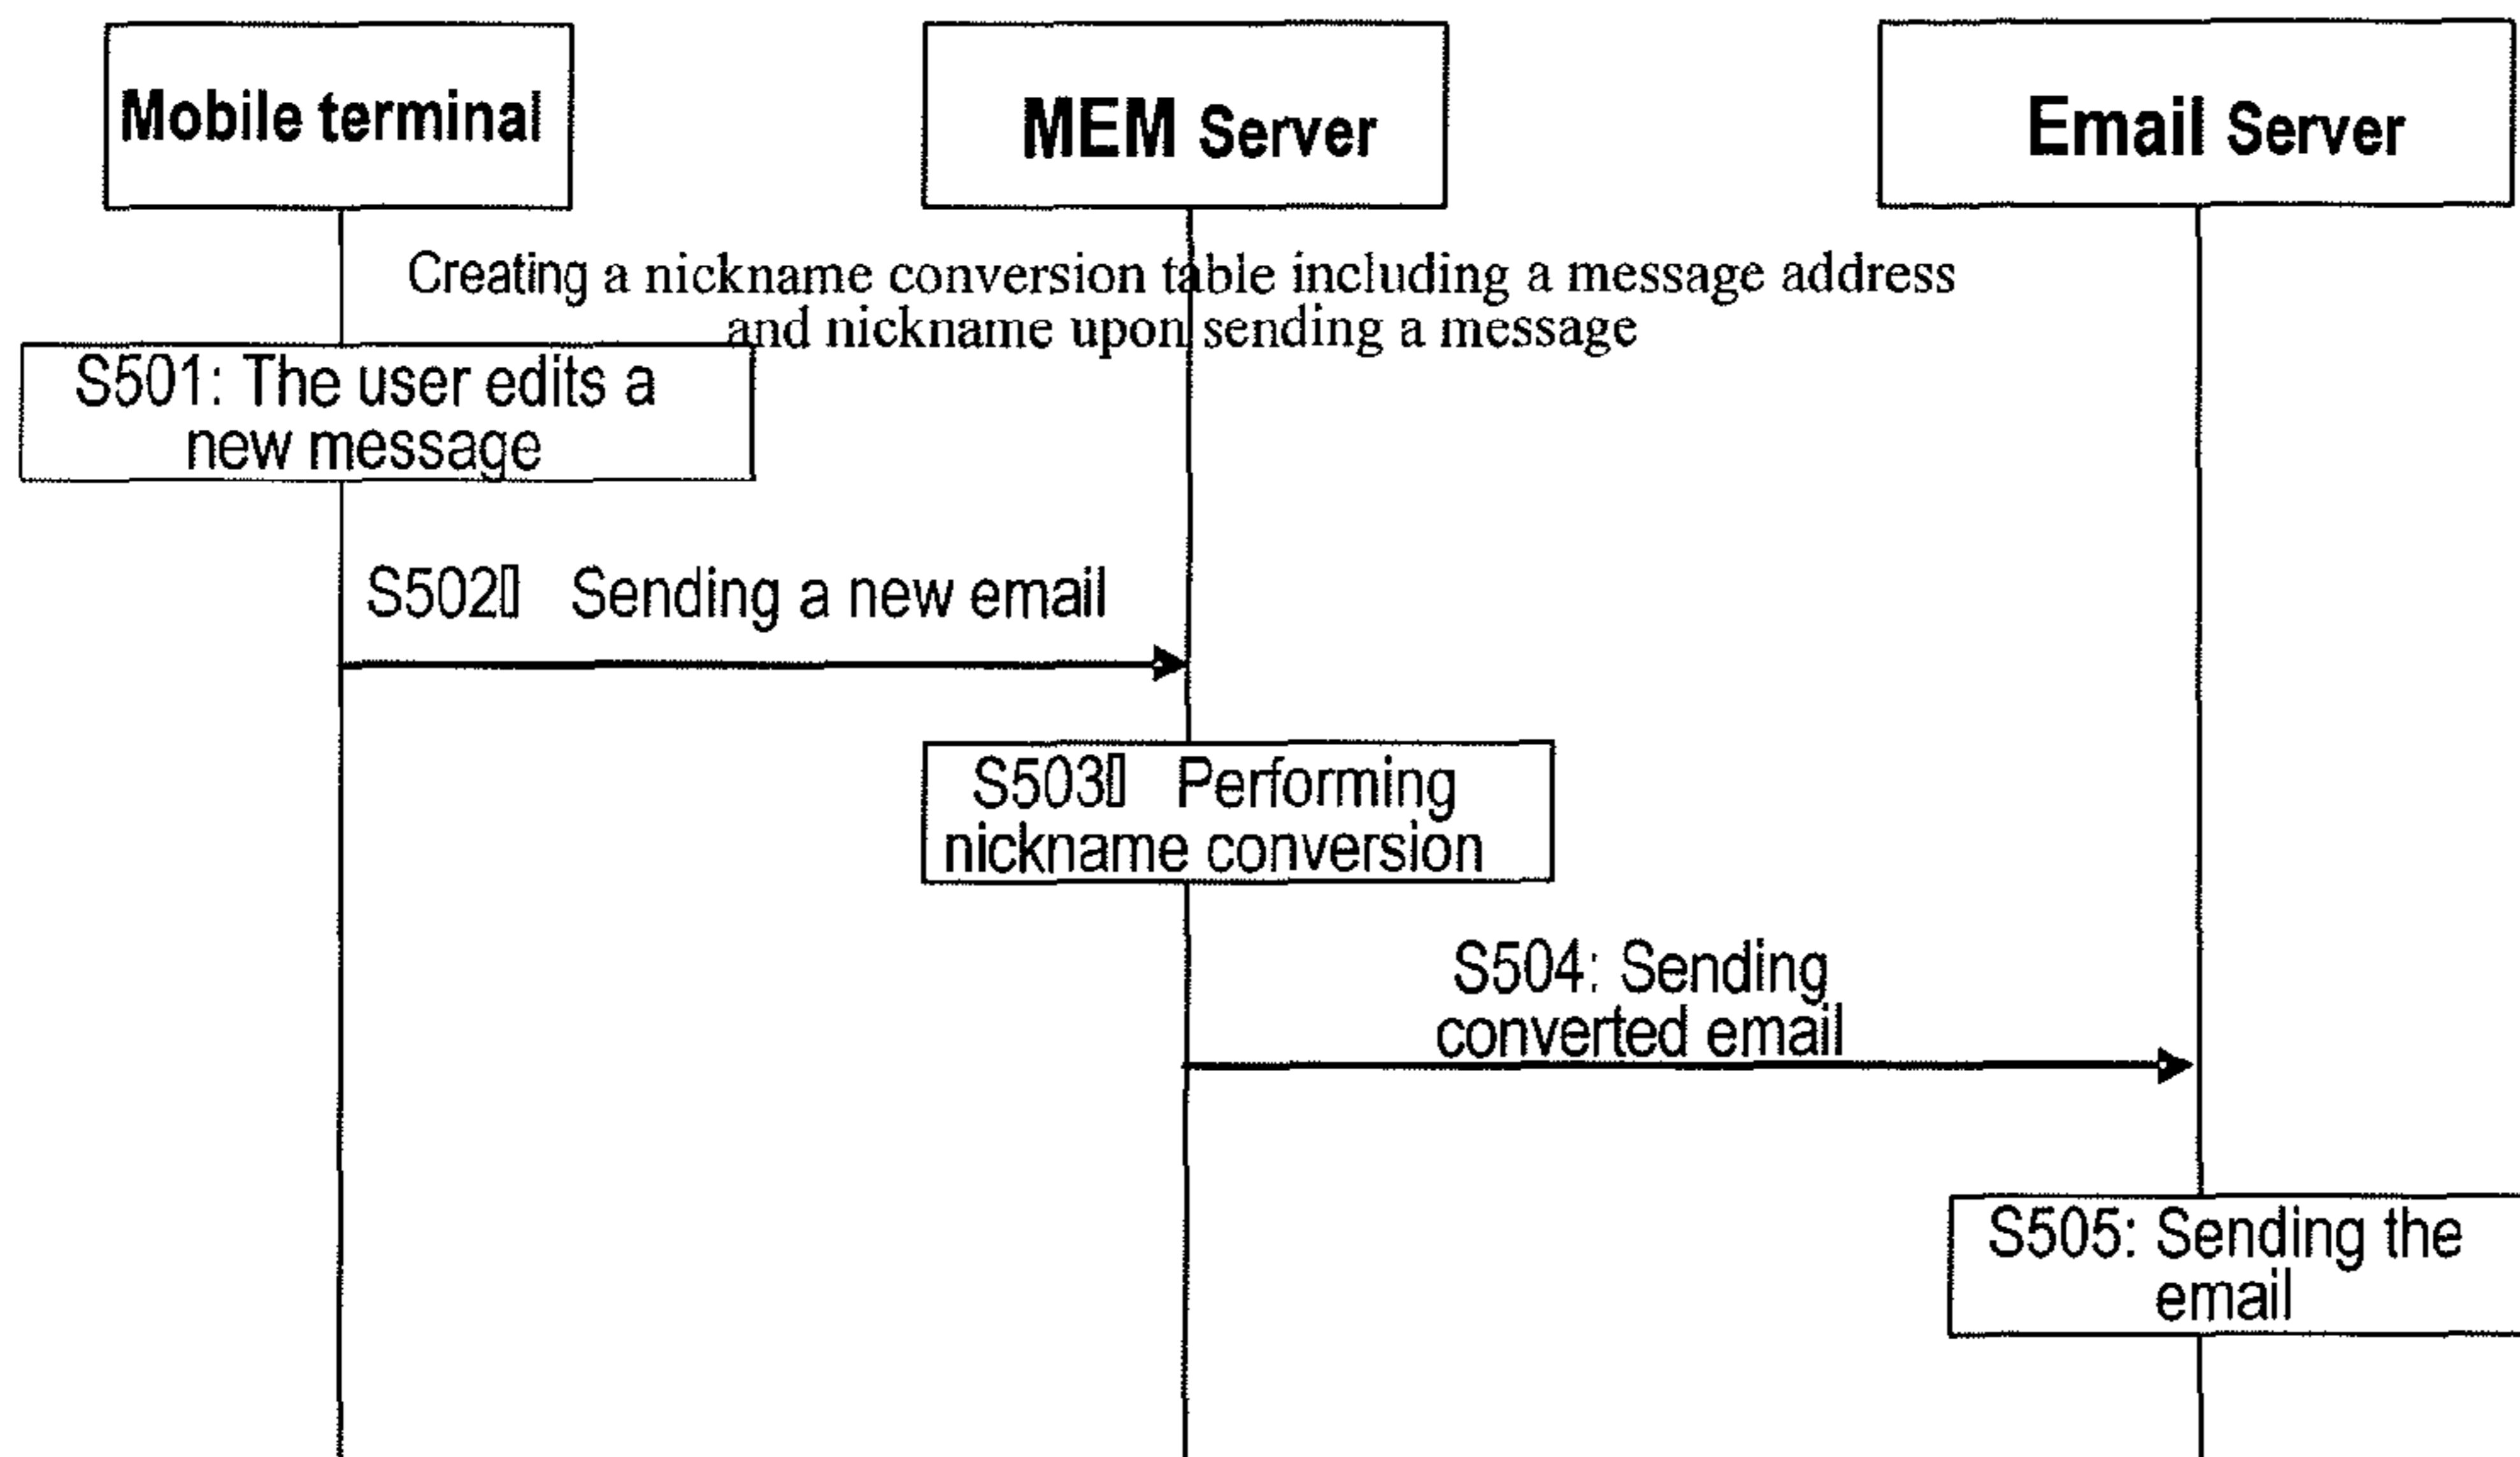 Mobile terminal
MEM Server
Email Server
Creating a nickname conversion table including a message address
and nickname upon sending a message
S501: The user edits a
new message
S502▯ Sending a new email
S503▯ Performing
nickname conversion
S504: Sending
converted email
S505: Sending the
email